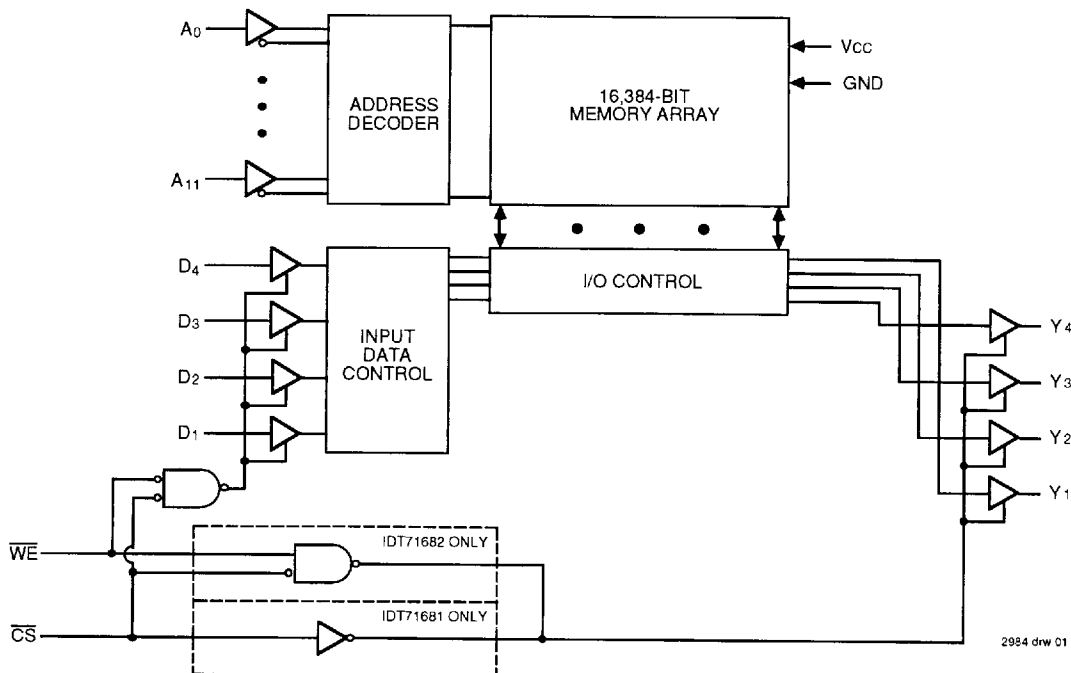 A0
A11
ADDRESS
DECODER
16,384-BIT
MEMORY ARRAY
VCC
GND
D4
D3
D2
D1
INPUT
DATA
CONTROL
I/O CONTROL
Y4
Y3
Y2
Y1
WE
IDT71682 ONLY
CS
IDT71681 ONLY
2984 drw 01